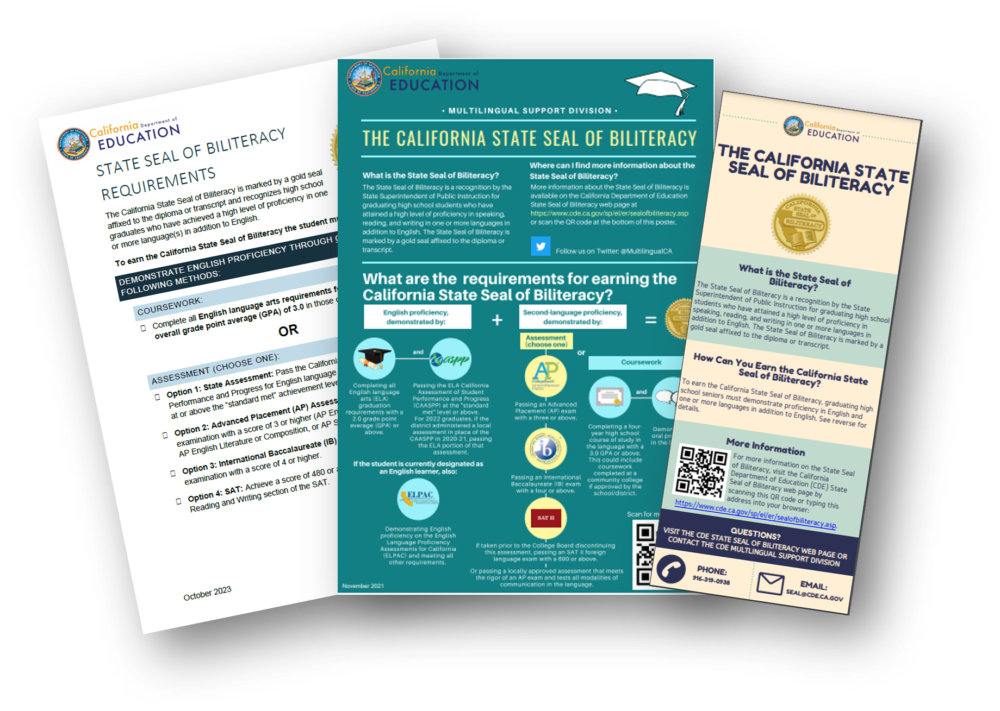 California Department of
EDUCATION
STATE SEAL OF BILITERACY
REQUIREMENTS
The California State Seal of Biliteracy is marked by a gold seal
affixed to the diploma or transcript and recognizes high school
graduates who have achieved a high level of proficiency in one
or more language(s) in addition to English.
To earn the California State Seal of Biliteracy the student
DEMONSTRATE ENGLISH PROFICIENCY THROUGH
FOLLOWING METHODS:
COURSEWORK:
Complete all English language arts requirements
overall grade point average (GPA) of 3.0 in those
OR
ASSESSMENT (CHOOSE ONE):
Option 1: State Assessment: Pass the
Performance and Progress for English language
at or above the "standard met" achievement
Option 2: Advanced Placement (AP)
examination with a score of 3 or higher (AP
AP English Literature or Composition, or AP
Option 3: International Baccalaureate (IB)
examination with a score of 4 or higher.
Option 4: SAT: Achieve a score of 480 or
Reading and Writing section of the SAT.
October 2023
California Department of
EDUCATION
• MULTILINGUAL SUPPORT DIVISION •
THE CALIFORNIA STATE SEAL OF BILITERACY
What is the State Seal of Biliteracy?
The State Seal of Biliteracy is a recognition by the
State Superintendent of Public Instruction for
graduating high school students who have
attained a high level of proficiency in speaking,
reading, and writing in one or more languages in
addition to English. The State Seal of Biliteracy is
marked by a gold seal affixed to the diploma or
transcript.
Where can I find more information about the
State Seal of Biliteracy?
More information about the State Seal of Biliteracy is
available on the California Department of Education
State Seal of Biliteracy web page at
https://www.cde.ca.gov/sp/el/er/sealofbiliteracy.asp
or scan the QR code at the bottom of this poster.
Follow us on Twitter: @MultilingualCA
What are the requirements for earning the
California State Seal of Biliteracy?
English proficiency,
demonstrated by:
+
Second-language proficiency,
demonstrated by:
=
and
caaspp
Completing all
English language
arts (ELA)
graduation
requirements with a
2.0 grade point
average (GPA) or
above.
Passing the ELA California
Assessment of Student
Performance and Progress
(CAASPP) at the "standard
met" level or above.
For 2022 graduates, if the
district administered a local
assessment in place of the
CAASPP in 2020-21, passing
the ELA portion of that
assessment.
If the student is currently designated as
an English learner, also:
ELPAC
Demonstrating English
proficiency on the English
Language Proficiency
Assessments for California
(ELPAC) and meeting all
other requirements.
November 2021
Assessment
(choose one)
AP
CollegeBoard
Passing an Advanced
Placement (AP) exam
with a three or above.
ib
Passing an International
Baccalaureate (IB) exam
with a four or above.
SAT II
If taken prior to the College Board discontinuing
this assessment, passing an SAT II foreign
language exam with a 600 or above.
Or passing a locally approved assessment that meets
the rigor of an AP exam and tests all modalities of
communication in the language.
or
Coursework
and
Completing a four-
year high school
course of study in
the language with a
3.0 GPA or above.
This could include
coursework
completed at a
community college
if approved by the
school/district.
oral
in the
Scan for
California Department of
EDUCATION
THE CALIFORNIA STATE
SEAL OF BILITERACY
CALIFORNIA
STATE
SEAL OF
BILITERACY
What is the State Seal of
Biliteracy?
The State Seal of Biliteracy is a recognition by the State
Superintendent of Public Instruction for graduating high school
students who have attained a high level of proficiency in
speaking, reading, and writing in one or more languages in
addition to English. The State Seal of Biliteracy is marked by a
gold seal affixed to the diploma or transcript.
How Can You Earn the California State
Seal of Biliteracy?
To earn the California State Seal of Biliteracy, graduating high
school seniors must demonstrate proficiency in English and
one or more languages in addition to English. See reverse for
details.
More Information
For more information on the State Seal
of Biliteracy, visit the California
Department of Education (CDE) State
Seal of Biliteracy web page by
scanning this QR code or typing this
address into your browser:
https://www.cde.ca.gov/sp/el/er/sealofbiliteracy.asp.
QUESTIONS?
VISIT THE CDE STATE SEAL OF BILITERACY WEB PAGE OR
CONTACT THE CDE MULTLINGUAL SUPPORT DIVISION
PHONE:
916-319-0938
EMAIL:
SEAL@CDE.CA.GOV